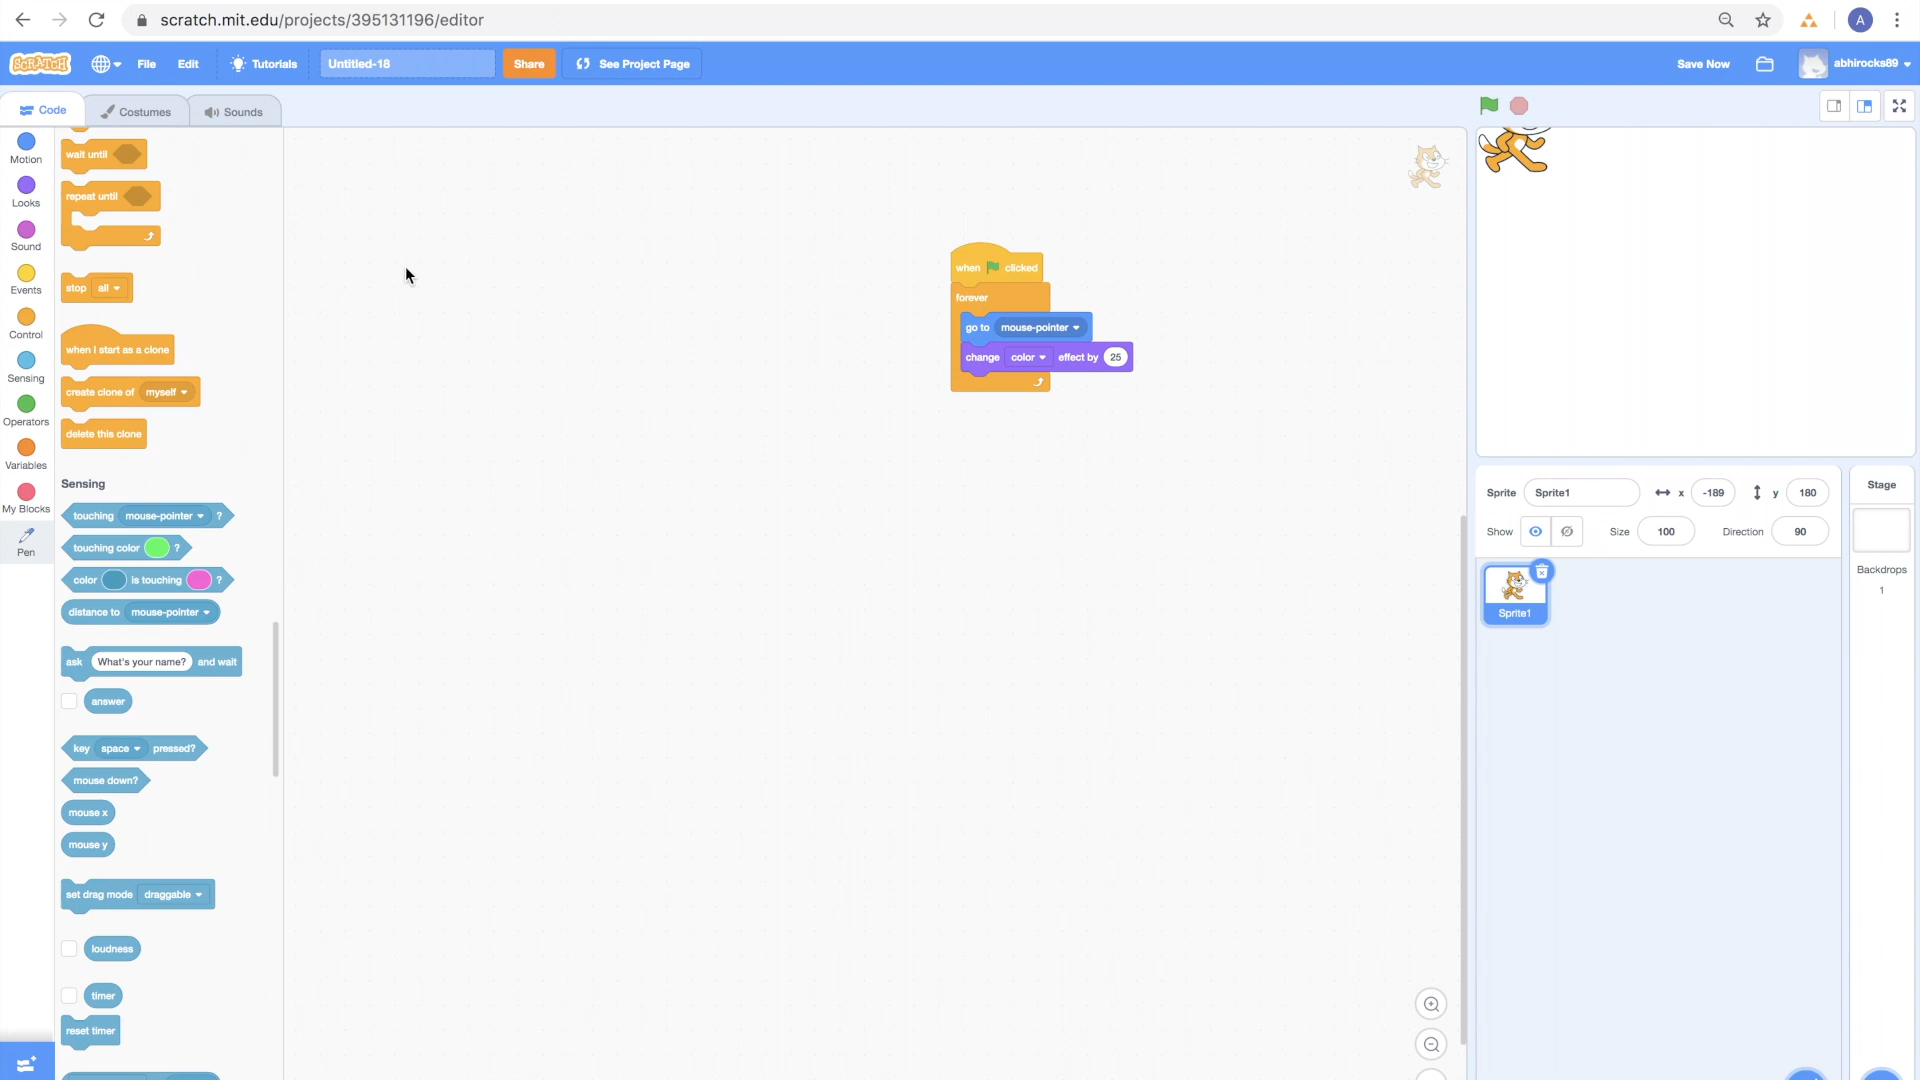 scratch.mit.edu/projects/395131196/editor
A
SCRATCH
File
Edit
Tutorials
Untitled-18
Share
See Project Page
Save Now
abhirocks89
Code
Costumes
Sounds
Motion
Looks
Sound
Events
Control
Sensing
Operators
Variables
My Blocks
Pen
wait until
repeat until
stop all
when I start as a clone
create clone of myself
delete this clone
Sensing
touching mouse-pointer ?
touching color ?
color is touching ?
distance to mouse-pointer
ask What's your name? and wait
answer
key space pressed?
mouse down?
mouse x
mouse y
set drag mode draggable
loudness
timer
reset timer
when clicked
forever
go to mouse-pointer
change color effect by 25
Sprite Sprite1 x -189 y 180
Show Size 100 Direction 90
Sprite1
Stage
Backdrops
1